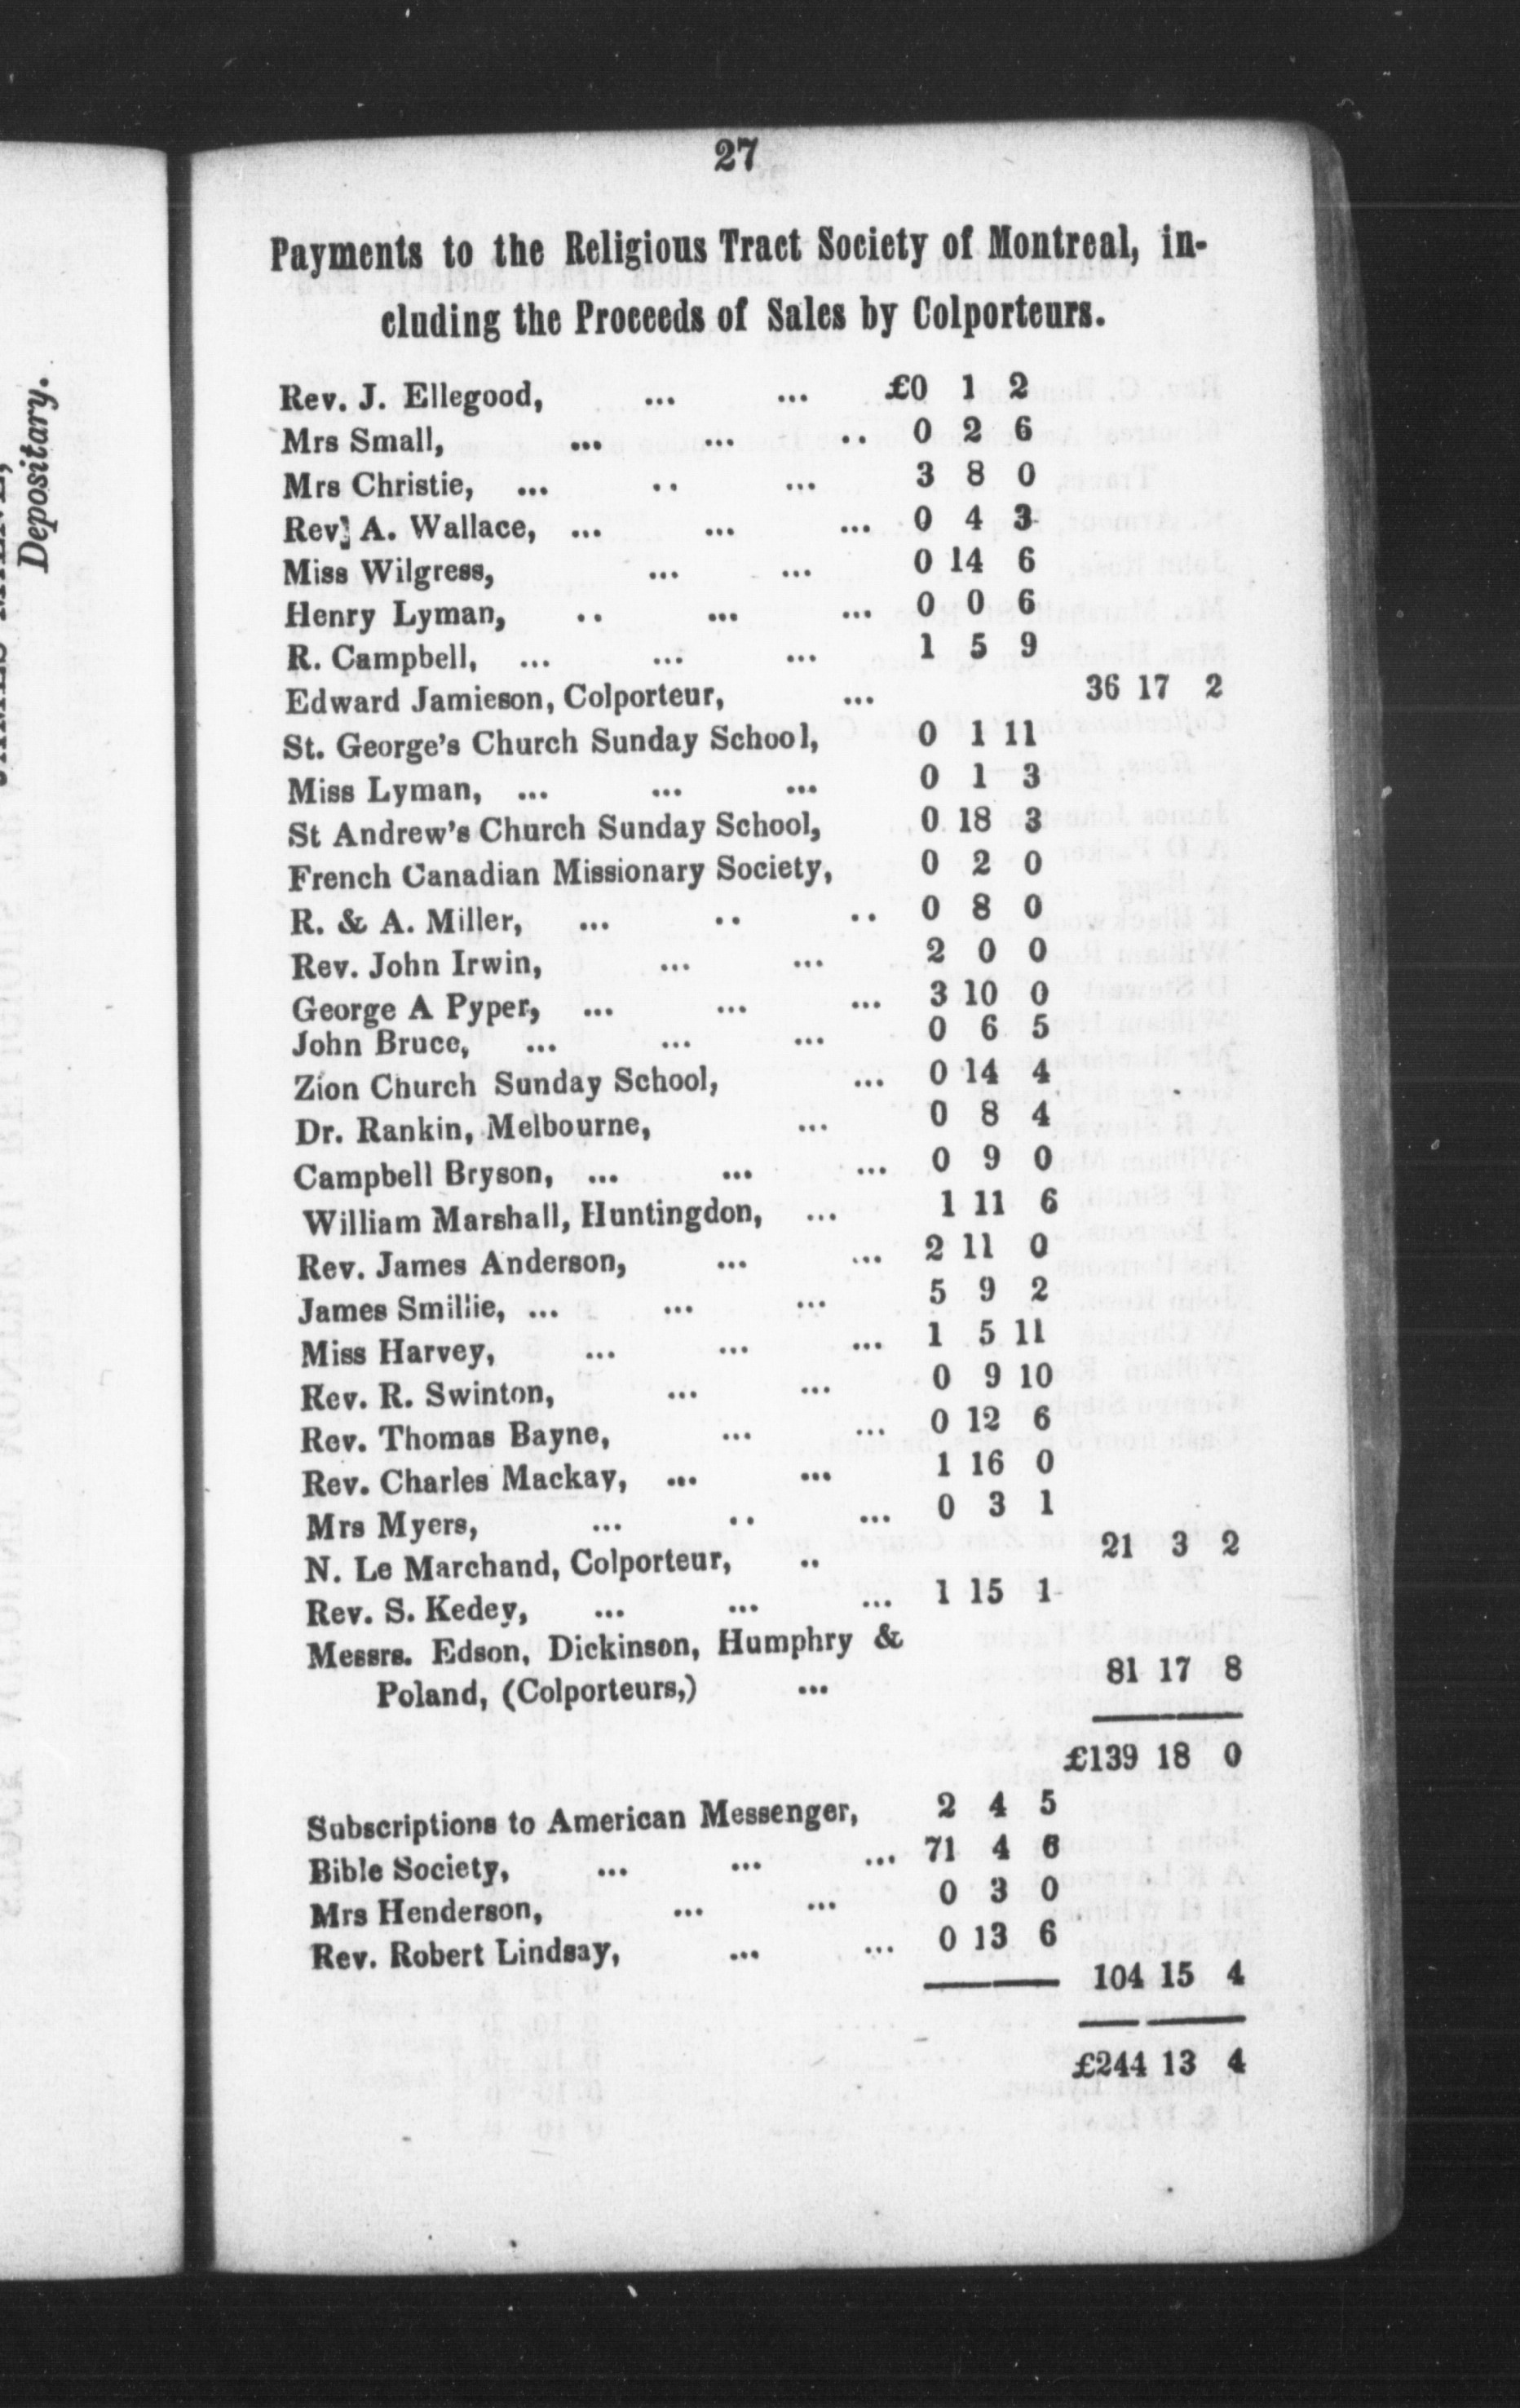 Depositary.
27
Payments to the Religious Tract Society of Montreal, in-
cluding the Proceeds of Sales by Colporteurs.
Rev. J. Ellegood, ... ... £0 1 2
Mrs Small, ... ... .. 0 2 6
Mrs Christie, ... .. ... 3 8 0
Rev. A. Wallace, ... ... ... 0 4 3
Miss Wilgress, ... ... 0 14 6
Henry Lyman, .. ... ... 0 0 6
R. Campbell, ... ... ... 1 5 9
Edward Jamieson, Colporteur, ... 36 17 2
St. George's Church Sunday School, 0 1 11
Miss Lyman, ... ... ... 0 1 3
St Andrew's Church Sunday School, 0 18 3
French Canadian Missionary Society, 0 2 0
R. & A. Miller, ... .. .. 0 8 0
Rev. John Irwin, ... ... 2 0 0
George A Pyper, ... ... ... 3 10 0
John Bruce, ... ... ... 0 6 5
Zion Church Sunday School, ... 0 14 4
Dr. Rankin, Melbourne, ... 0 8 4
Campbell Bryson, ... ... ... 0 9 0
William Marshall, Huntingdon, ... 1 11 6
Rev. James Anderson, ... ... 2 11 0
James Smillie, ... ... ... 5 9 2
Miss Harvey, ... ... ... 1 5 11
Rev. R. Swinton, ... ... 0 9 10
Rev. Thomas Bayne, ... ... 0 12 6
Rev. Charles Mackay, ... ... 1 16 0
Mrs Myers, ... .. ... 0 3 1
N. Le Marchand, Colporteur, .. 21 3 2
Rev. S. Kedey, ... ... ... 1 15 1
Messrs. Edson, Dickinson, Humphry &
Poland, (Colporteurs,) ... 81 17 8
£139 18 0
Subscriptions to American Messenger, 2 4 5
Bible Society, ... ... ... 71 4 6
Mrs Henderson, ... ... 0 3 0
Rev. Robert Lindsay, ... ... 0 13 6
104 15 4
£244 13 4